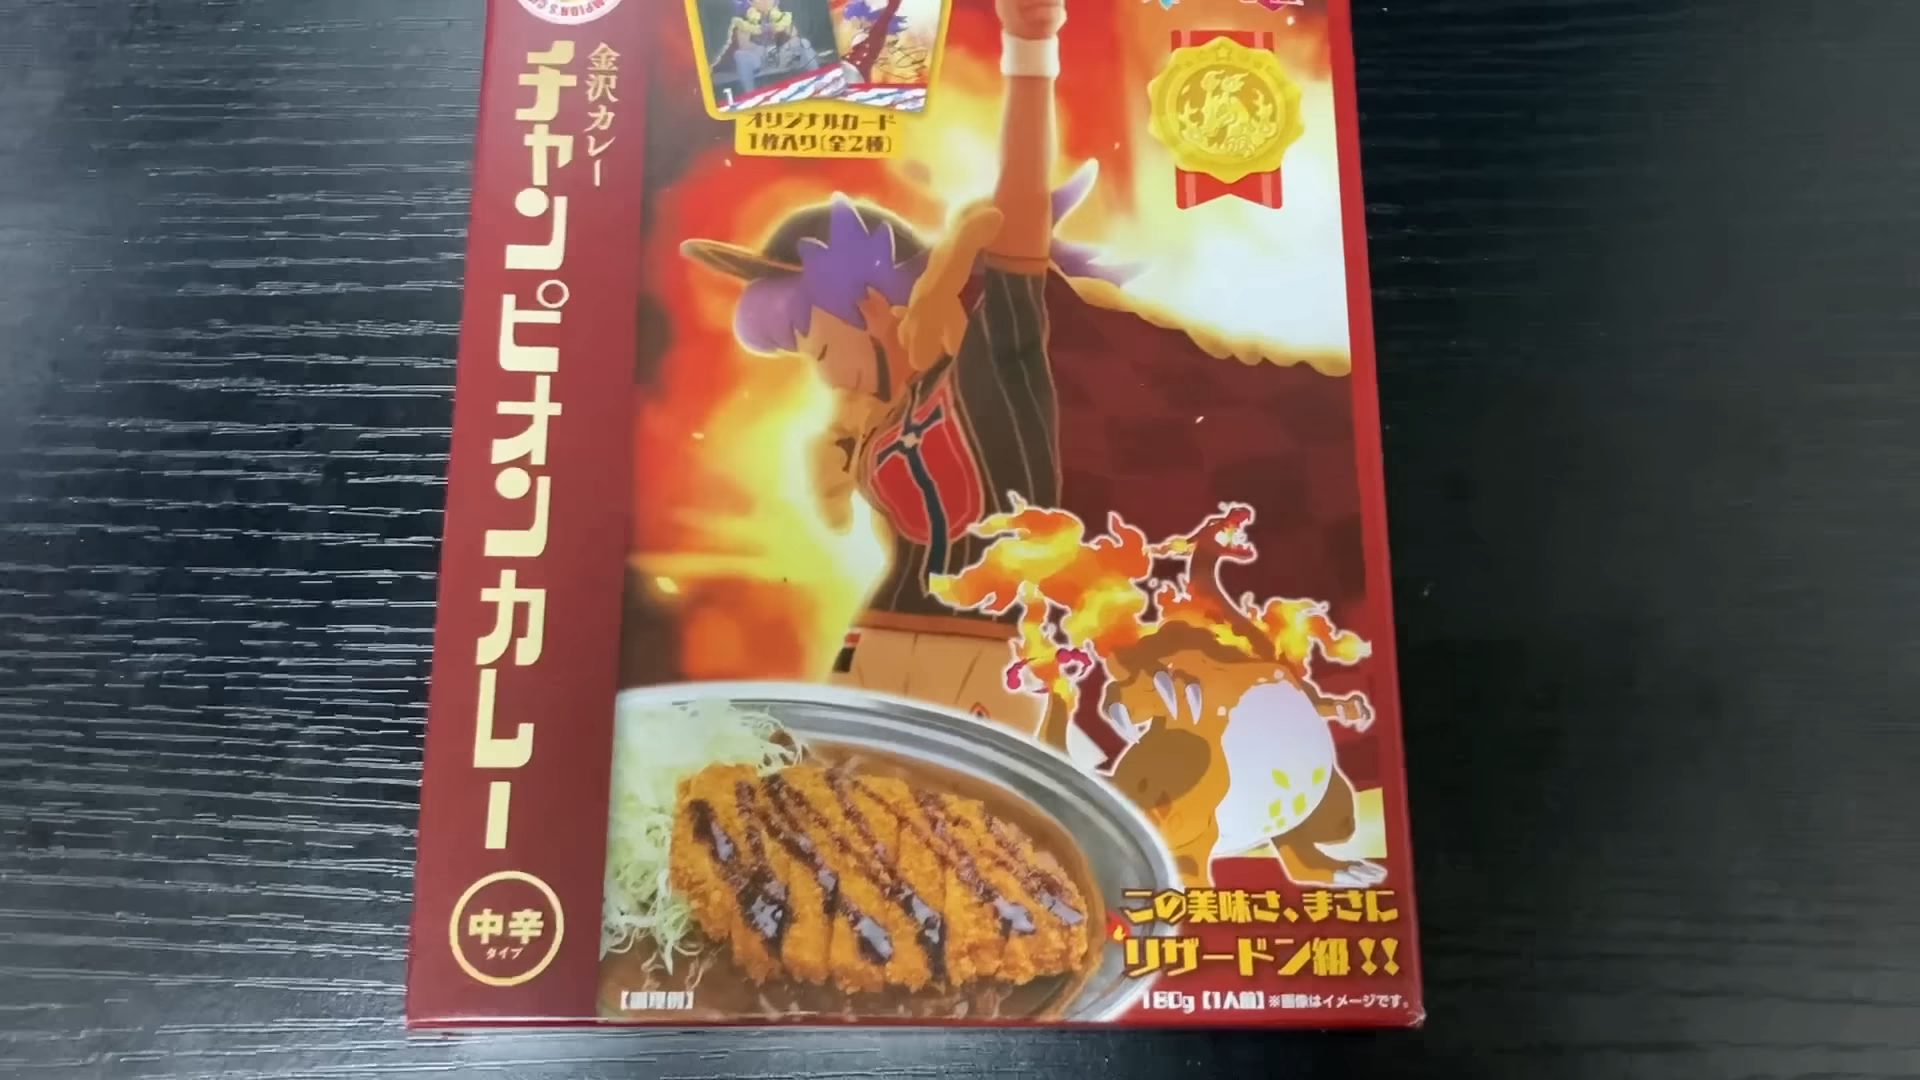 金沢カレー
チャンピオンカレー
中辛
タイプ
1
オリジナルカード
1枚入り(全2種)
この美味さ、まさに
リザードン級!!
【調理例】
180g【1人前】※画像はイメージです。